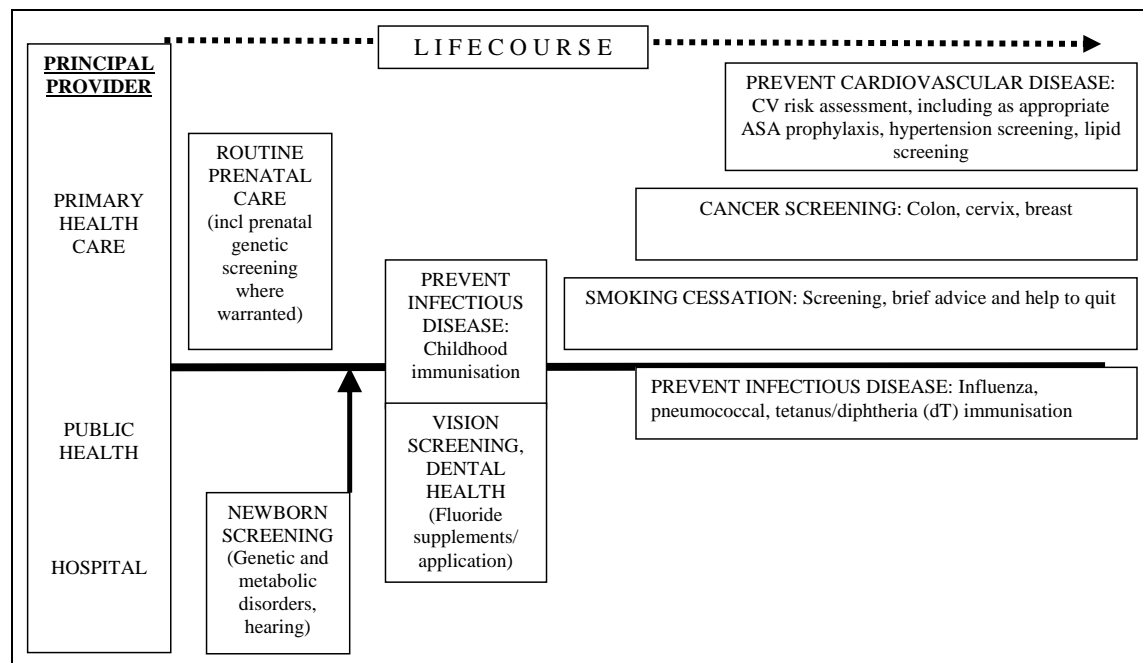 L I F E C O U R S E
PRINCIPAL
PROVIDER
PRIMARY
HEALTH
CARE
PUBLIC
HEALTH
HOSPITAL
ROUTINE
PRENATAL
CARE
(incl prenatal
genetic
screening
where
warranted)
NEWBORN
SCREENING
(Genetic and
metabolic
disorders,
hearing)
PREVENT
INFECTIOUS
DISEASE:
Childhood
immunisation
VISION
SCREENING,
DENTAL
HEALTH
(Fluoride
supplements/
application)
PREVENT CARDIOVASCULAR DISEASE:
CV risk assessment, including as appropriate
ASA prophylaxis, hypertension screening, lipid
screening
CANCER SCREENING: Colon, cervix, breast
SMOKING CESSATION: Screening, brief advice and help to quit
PREVENT INFECTIOUS DISEASE: Influenza,
pneumococcal, tetanus/diphtheria (dT) immunisation